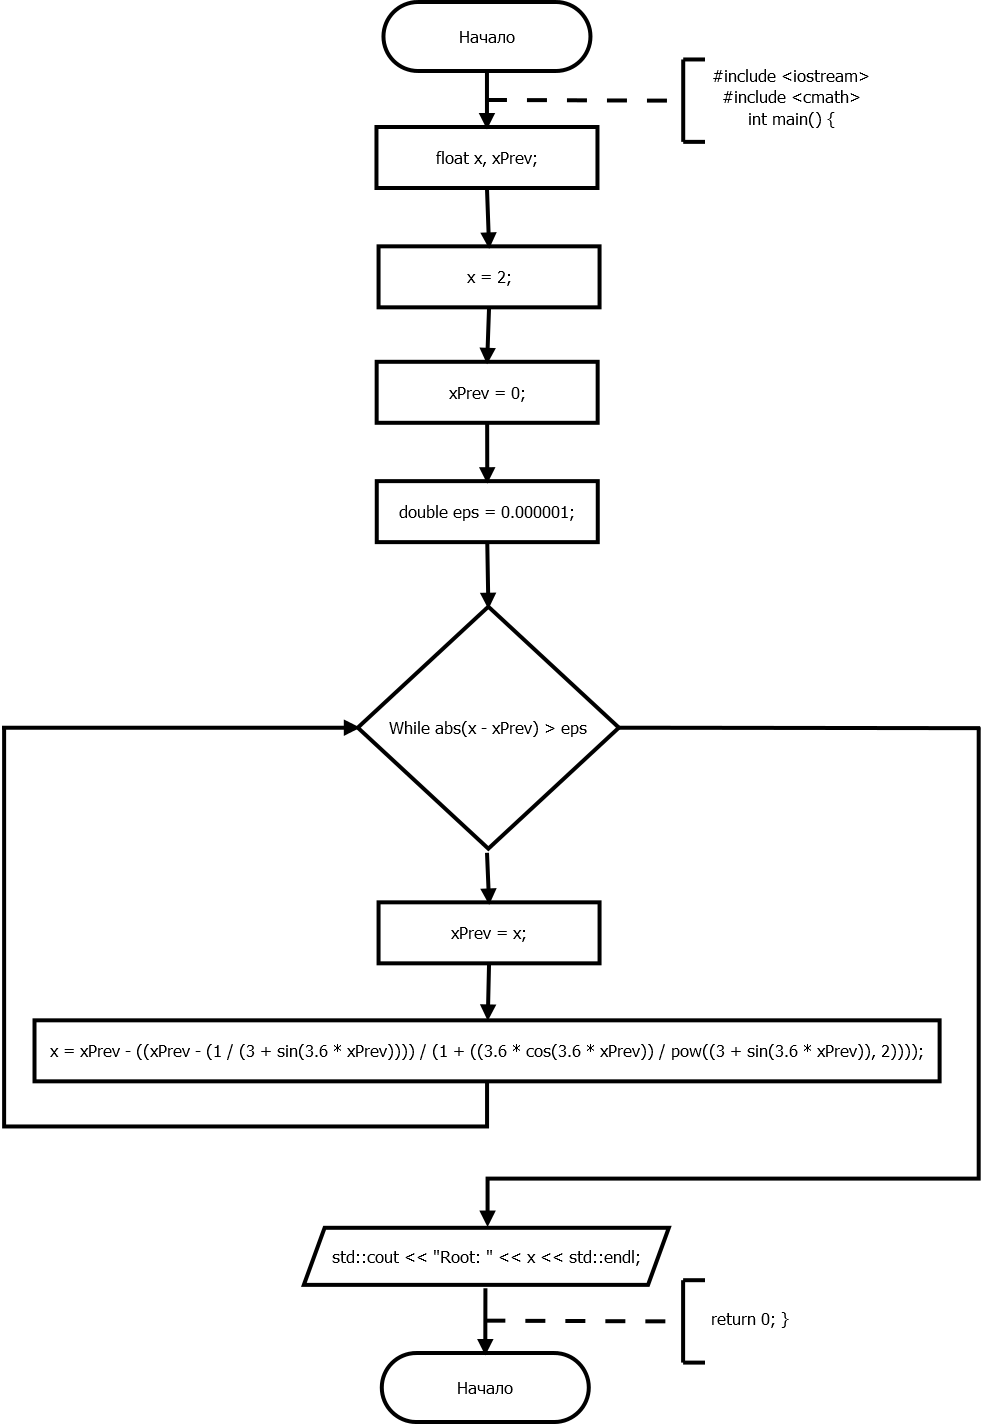 Начало
#include <iostream>
#include <cmath>
int main() {
float x, xPrev;
x = 2;
xPrev = 0;
double eps = 0.000001;
While abs(x - xPrev) > eps
xPrev = x;
x = xPrev - ((xPrev - (1 / (3 + sin(3.6 * xPrev)))) / (1 + ((3.6 * cos(3.6 * xPrev)) / pow((3 + sin(3.6 * xPrev)), 2))));
std::cout << "Root: " << x << std::endl;
return 0; }
Начало